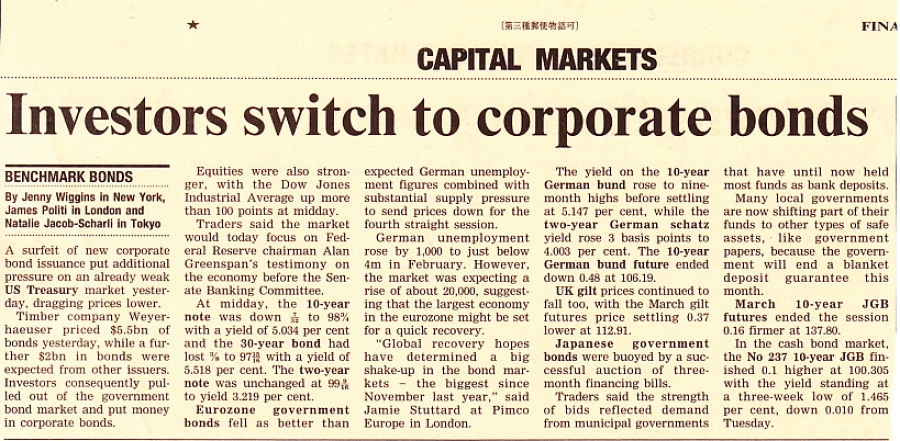 ★
[第三種郵便物認可]
FINA
CAPITAL MARKETS
Investors switch to corporate bonds
BENCHMARK BONDS
By Jenny Wiggins in New York,
James Politi in London and
Natalie Jacob-Scharli in Tokyo
A surfeit of new corporate
bond issuance put additional
pressure on an already weak
US Treasury market yester-
day, dragging prices lower.
Timber company Weyer-
haeuser priced $5.5bn of
bonds yesterday, while a fur-
ther $2bn in bonds were
expected from other issuers.
Investors consequently pul-
led out of the government
bond market and put money
in corporate bonds.
Equities were also stron-
ger, with the Dow Jones
Industrial Average up more
than 100 points at midday.
Traders said the market
would today focus on Fed-
eral Reserve chairman Alan
Greenspan's testimony on
the economy before the Sen-
ate Banking Committee.
At midday, the 10-year
note was down to
with a yield of 5.034 per cent
and the 30-year bond had
lost to with a yield of
5.518 per cent. The two-year
note was unchanged at
to yield 3.219 per cent.
Eurozone government
bonds fell as better than
expected German unemploy-
ment figures combined with
substantial supply pressure
to send prices down for the
fourth straight session.
German unemployment
rose by 1,000 to just below
4m in February. However,
the market was expecting a
rise of about 20,000, suggest-
ing that the largest economy
in the eurozone might be set
for a quick recovery.
"Global recovery hopes
have determined a big
shake-up in the bond mar-
kets – the biggest since
November last year," said
Jamie Stuttard at Pimco
Europe in London.
The yield on the 10-year
German bund rose to nine-
month highs before settling
at 5.147 per cent, while the
two-year German schatz
yield rose 3 basis points to
4.003 per cent. The 10-year
German bund future ended
down 0.48 at 106.19.
UK gilt prices continued to
fall too, with the March gilt
futures price settling 0.37
lower at 112.91.
Japanese government
bonds were buoyed by a suc-
cessful auction of three-
month financing bills.
Traders said the strength
of bids reflected demand
from municipal governments
that have until now held
most funds as bank deposits.
Many local governments
are now shifting part of their
funds to other types of safe
assets, like government
papers, because the govern-
ment will end a blanket
deposit guarantee this
month.
March 10-year JGB
futures ended the session
0.16 firmer at 137.80.
In the cash bond market,
the No 237 10-year JGB fin-
ished 0.1 higher at 100.305
with the yield standing at
a three-week low of 1.465
per cent, down 0.010 from
Tuesday.